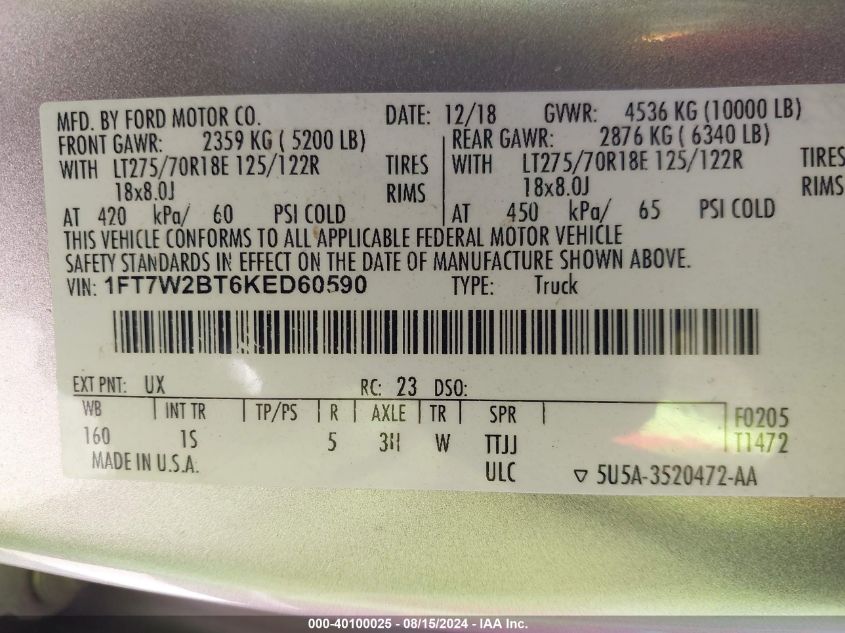 MFD. BY FORD MOTOR CO. DATE: 12/18 GVWR: 4536 KG (10000 LB)
FRONT GAWR: 2359 KG ( 5200 LB) REAR GAWR: 2876 KG ( 6340 LB)
WITH LT275/70R18E 125/122R TIRES WITH LT275/70R18E 125/122R TIRES
18x8.0J RIMS 18x8.0J RIMS
AT 420 kPa/ 60 PSI COLD AT 450 kPa/ 65 PSI COLD
THIS VEHICLE CONFORMS TO ALL APPLICABLE FEDERAL MOTOR VEHICLE
SAFETY STANDARDS IN EFFECT ON THE DATE OF MANUFACTURE SHOWN ABOVE.
VIN: 1FT7W2BT6KED60590 TYPE: Truck
EXT PNT: UX RC: 23 DSO:
WB INT TR TP/PS R AXLE TR SPR F0205
160 1S 5 3H W TTJJ T1472
MADE IN U.S.A. ULC ▽ 5U5A-3520472-AA
000-40100025 - 08/15/2024 - IAA Inc.